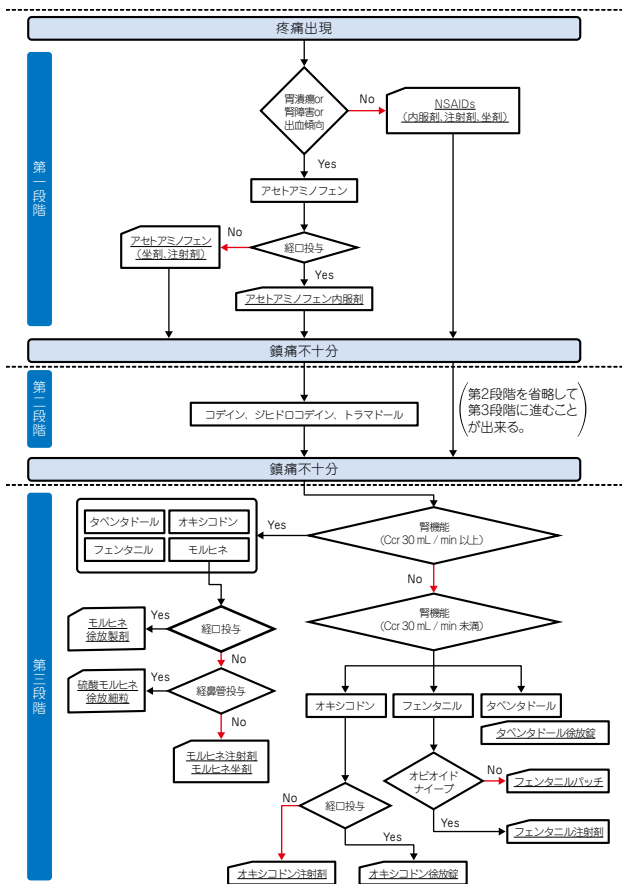 疼痛出現
第一段階
胃潰瘍or
腎障害or
出血傾向
No
NSAIDs
(内服剤、注射剤、坐剤)
Yes
アセトアミノフェン
アセトアミノフェン
(坐剤、注射剤)
No
経口投与
Yes
アセトアミノフェン内服剤
鎮痛不十分
第二段階
コデイン、ジヒドロコデイン、トラマドール
(第2段階を省略して
第3段階に進むこと
が出来る。)
鎮痛不十分
第三段階
タペンタドール
オキシコドン
フェンタニル
モルヒネ
Yes
腎機能
(Ccr 30 mL / min 以上)
No
腎機能
(Ccr 30 mL / min 未満)
モルヒネ
徐放製剤
Yes
経口投与
No
硫酸モルヒネ
徐放細粒
Yes
経鼻管投与
No
モルヒネ注射剤
モルヒネ坐剤
オキシコドン
フェンタニル
タペンタドール
タペンタドール徐放錠
オピオイド
ナイーブ
No
フェンタニルパッチ
Yes
フェンタニル注射剤
No
経口投与
Yes
オキシコドン注射剤
オキシコドン徐放錠